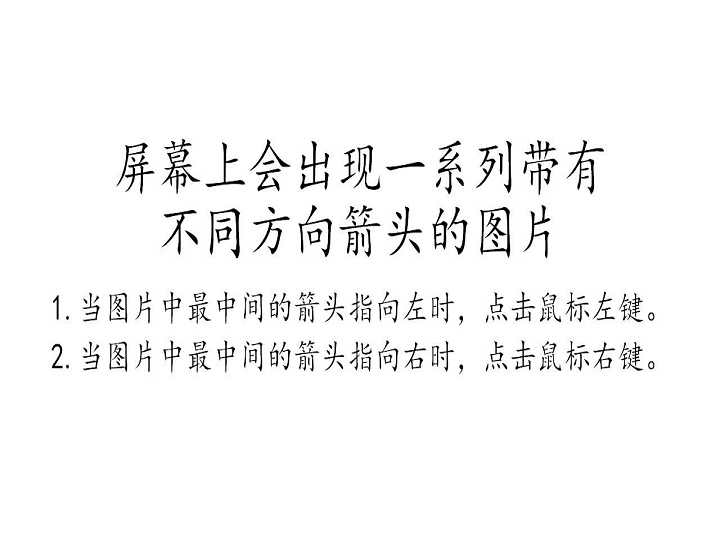 屏幕上会出现一系列带有
不同方向箭头的图片
1.当图片中最中间的箭头指向左时，点击鼠标左键。
2.当图片中最中间的箭头指向右时，点击鼠标右键。